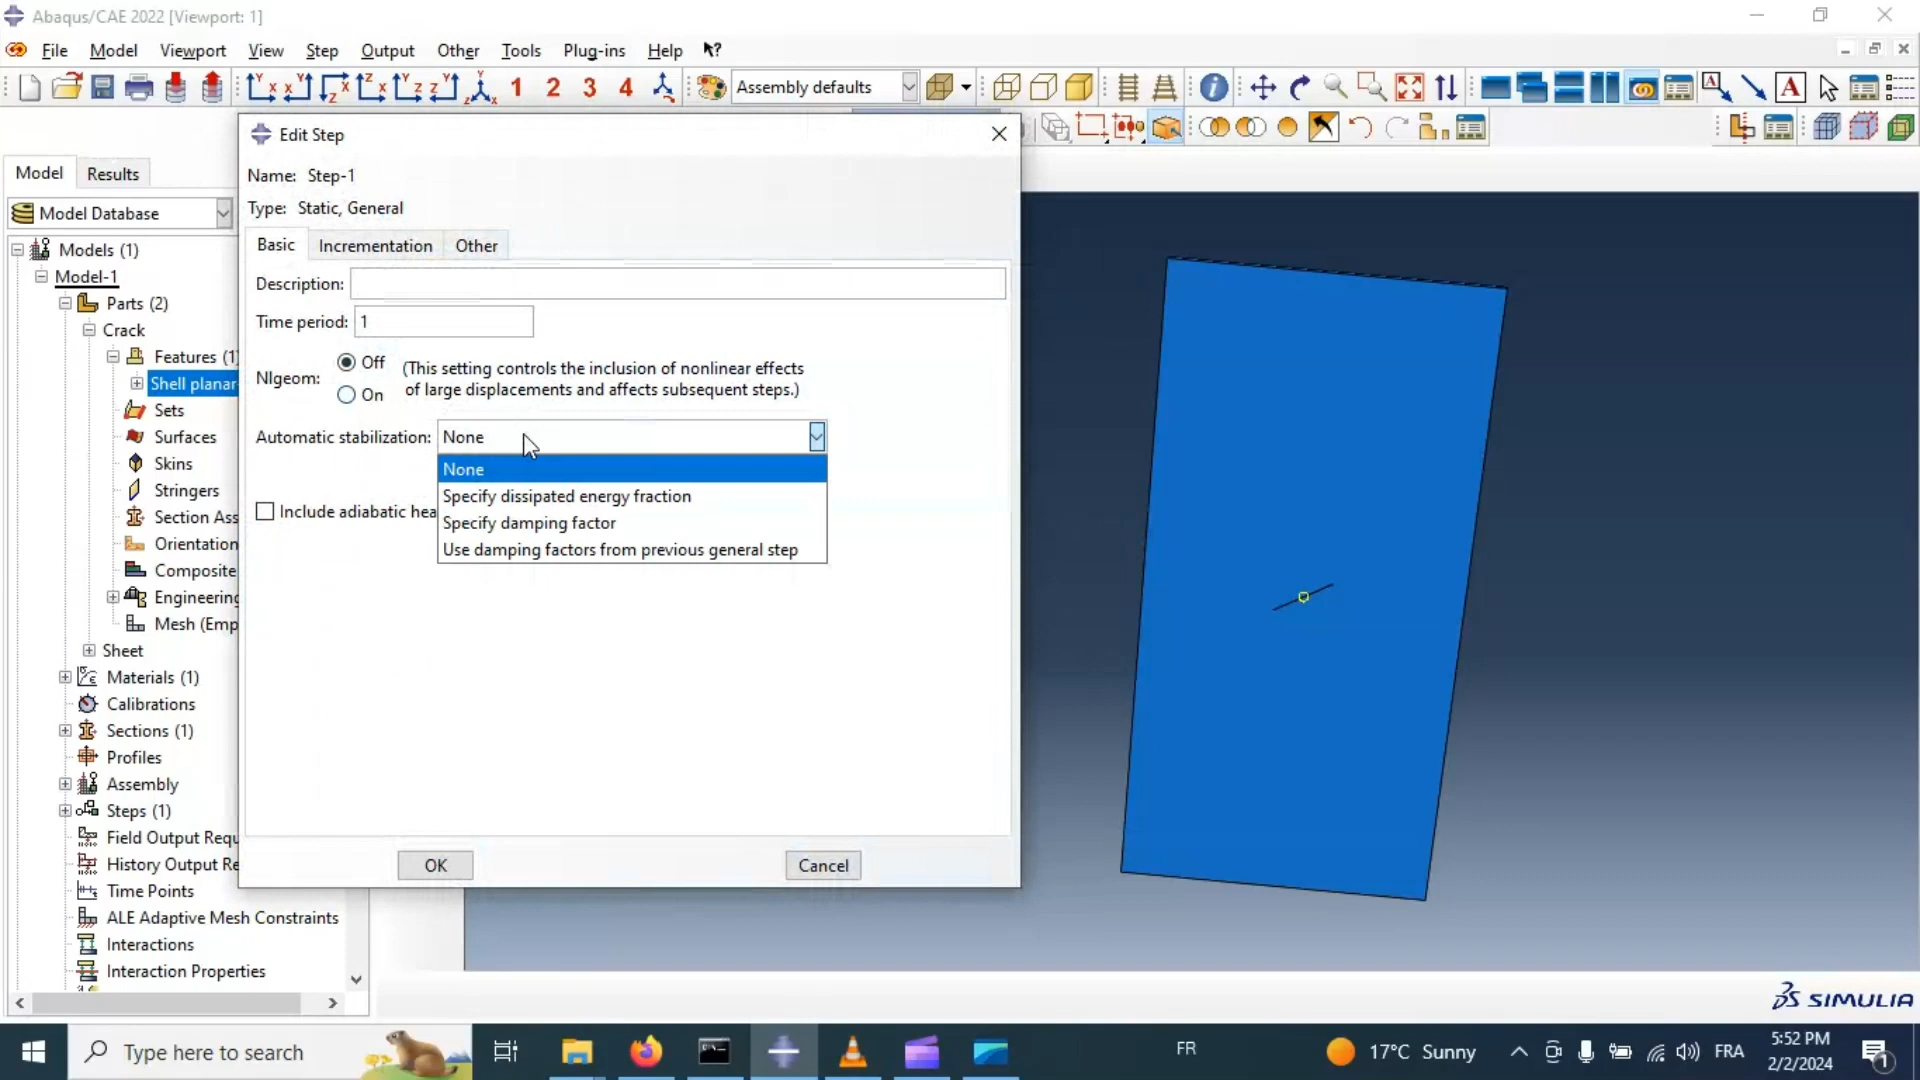 Abaqus/CAE 2022 [Viewport: 1]
File Model Viewport View Step Output Other Tools Plug-ins Help
1 2 3 4 Assembly defaults
Edit Step
Name: Step-1
Type: Static, General
Basic Incrementation Other
Description:
Time period: 1
Nlgeom: Off On
(This setting controls the inclusion of nonlinear effects
of large displacements and affects subsequent steps.)
Automatic stabilization: None
None
Specify dissipated energy fraction
Specify damping factor
Use damping factors from previous general step
Include adiabatic hea
OK Cancel
Model Results
Model Database
Models (1)
Model-1
Parts (2)
Crack
Features (1)
Shell planar
Sets
Surfaces
Skins
Stringers
Section Ass
Orientation
Composite
Engineering
Mesh (Emp
Sheet
Materials (1)
Calibrations
Sections (1)
Profiles
Assembly
Steps (1)
Field Output Requ
History Output Re
Time Points
ALE Adaptive Mesh Constraints
Interactions
Interaction Properties
SIMULIA
Type here to search
FR
17°C Sunny
FRA
5:52 PM
2/2/2024
1